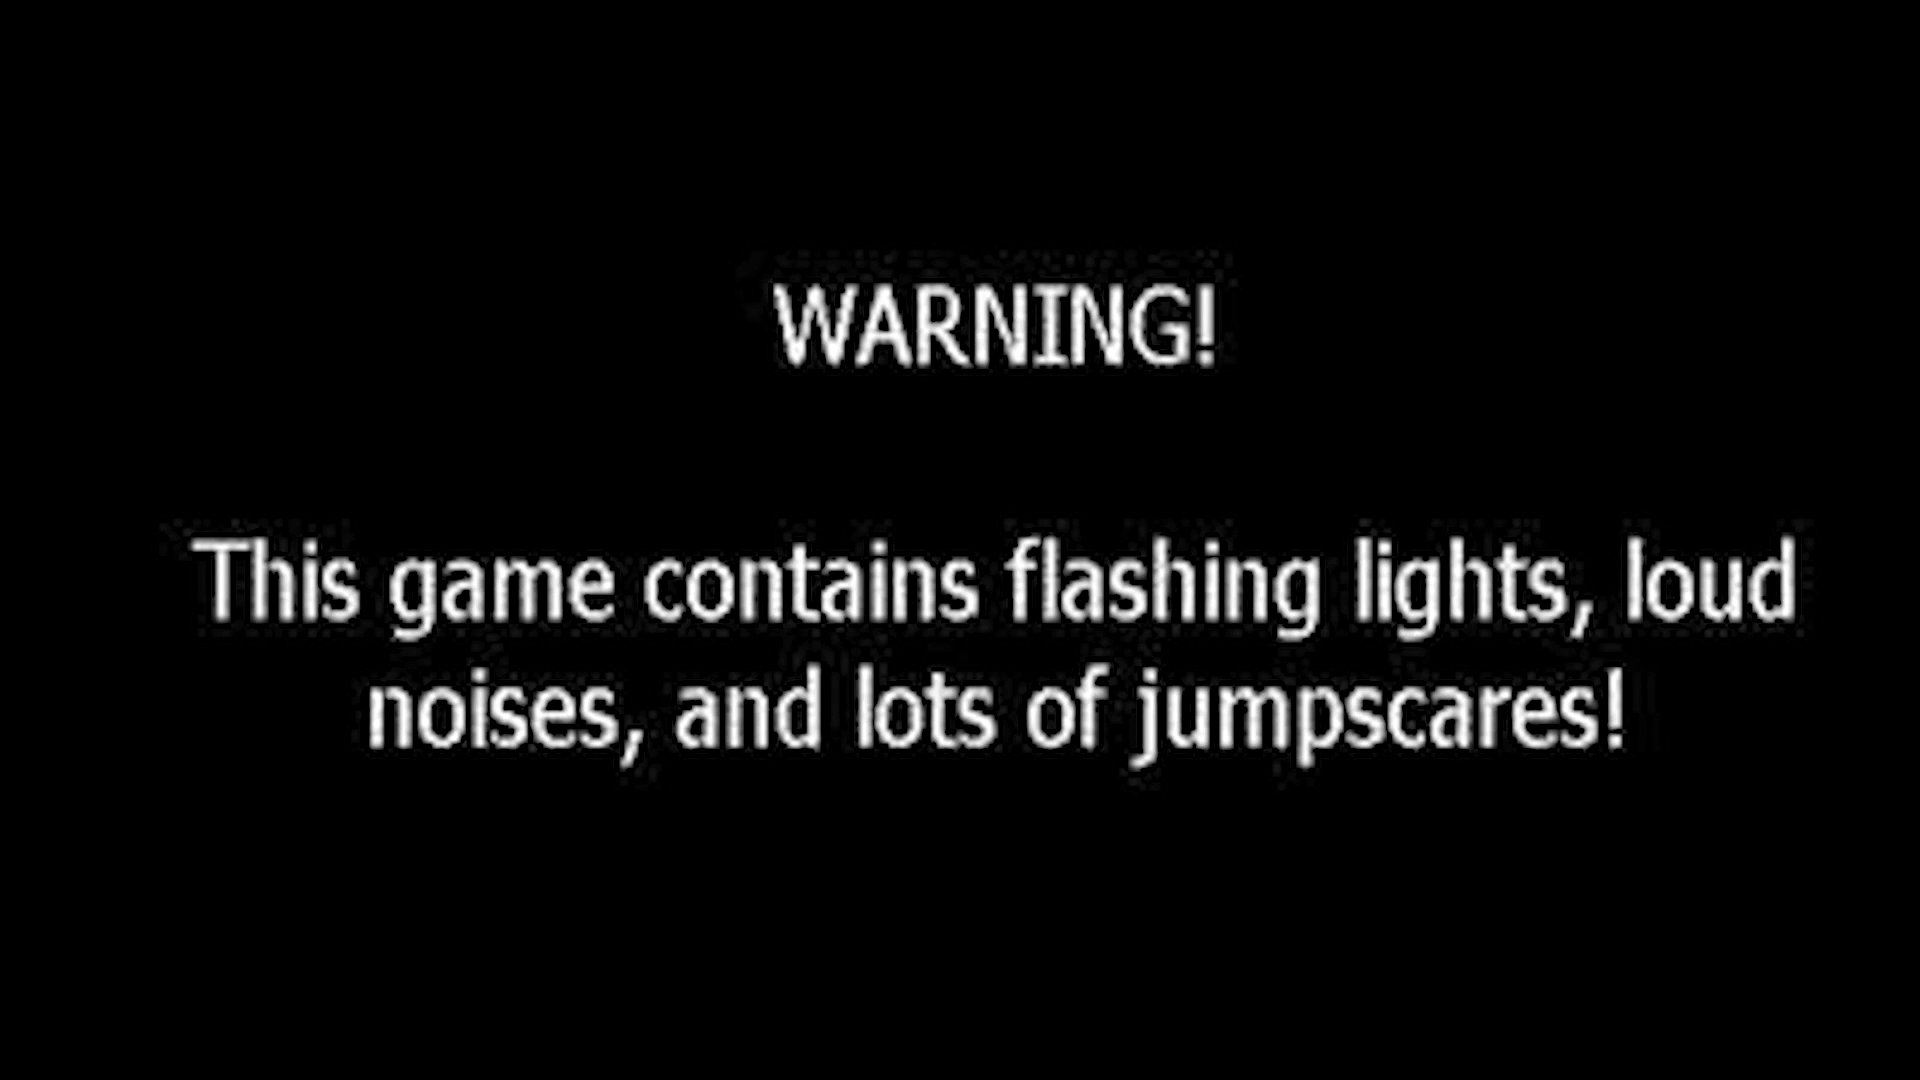 WARNING!
This game contains flashing lights, loud
noises, and lots of jumpscares!